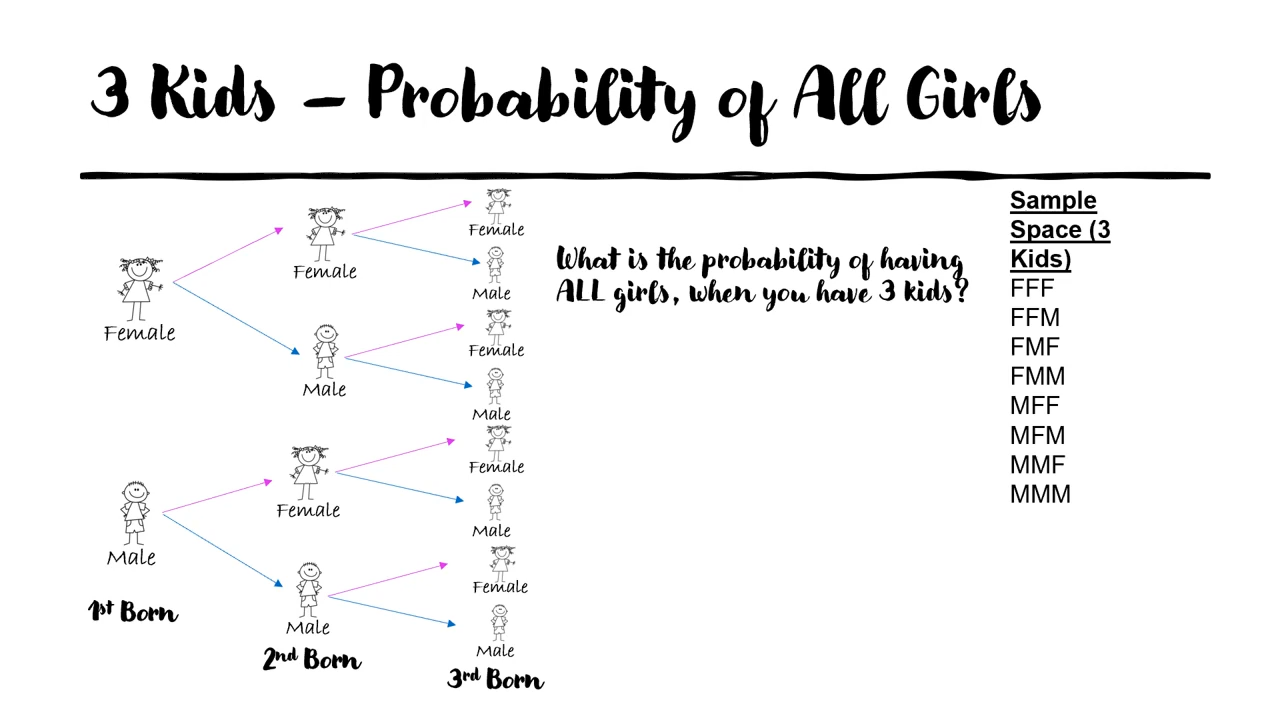 3 Kids – Probability of All Girls
Female
Male
1st Born
Female
Male
Female
Male
2nd Born
Female
Male
Female
Male
Female
Male
Female
Male
3rd Born
What is the probability of having
ALL girls, when you have 3 kids?
Sample
Space (3
Kids)
FFF
FFM
FMF
FMM
MFF
MFM
MMF
MMM